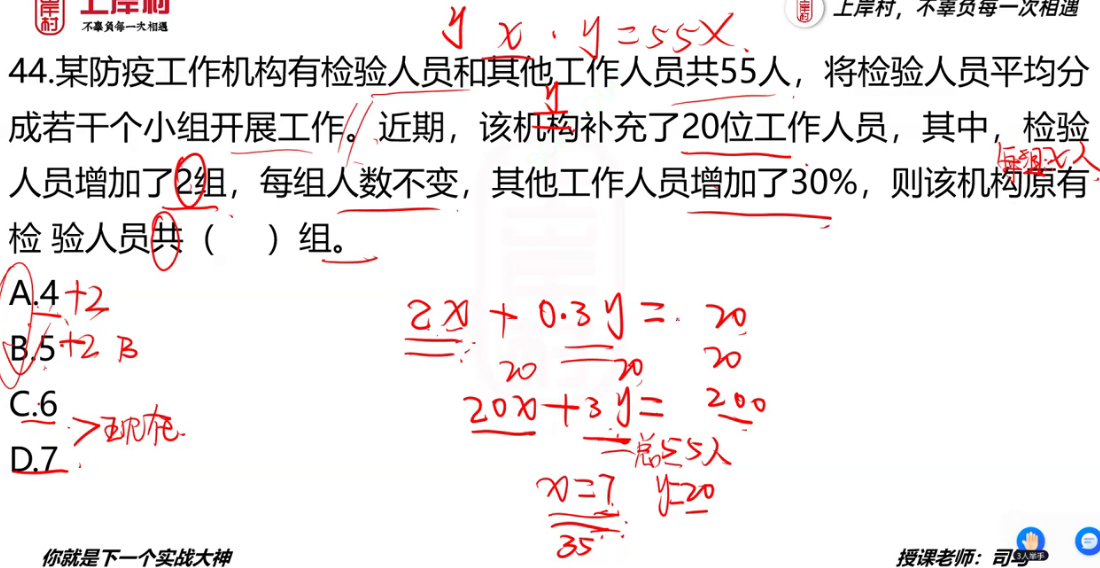 上岸村
不辜负每一次相遇
上岸村，不辜负每一次相遇
y x · y = 55 X
44.某防疫工作机构有检验人员和其他工作人员共55人，将检验人员平均分
y
成若干个小组开展工作。近期，该机构补充了20位工作人员，其中，检验
每组x人
人员增加了2组，每组人数不变，其他工作人员增加了30%，则该机构原有
检 验人员共（ ）组。
A.4 +2
B.5 +2 B
C.6
>现在
D.7
2x + 0.3y = 20
20 20 20
20x + 3y = 200
总55人
x=7 y=20
35
你就是下一个实战大神
授课老师：司马
3人举手